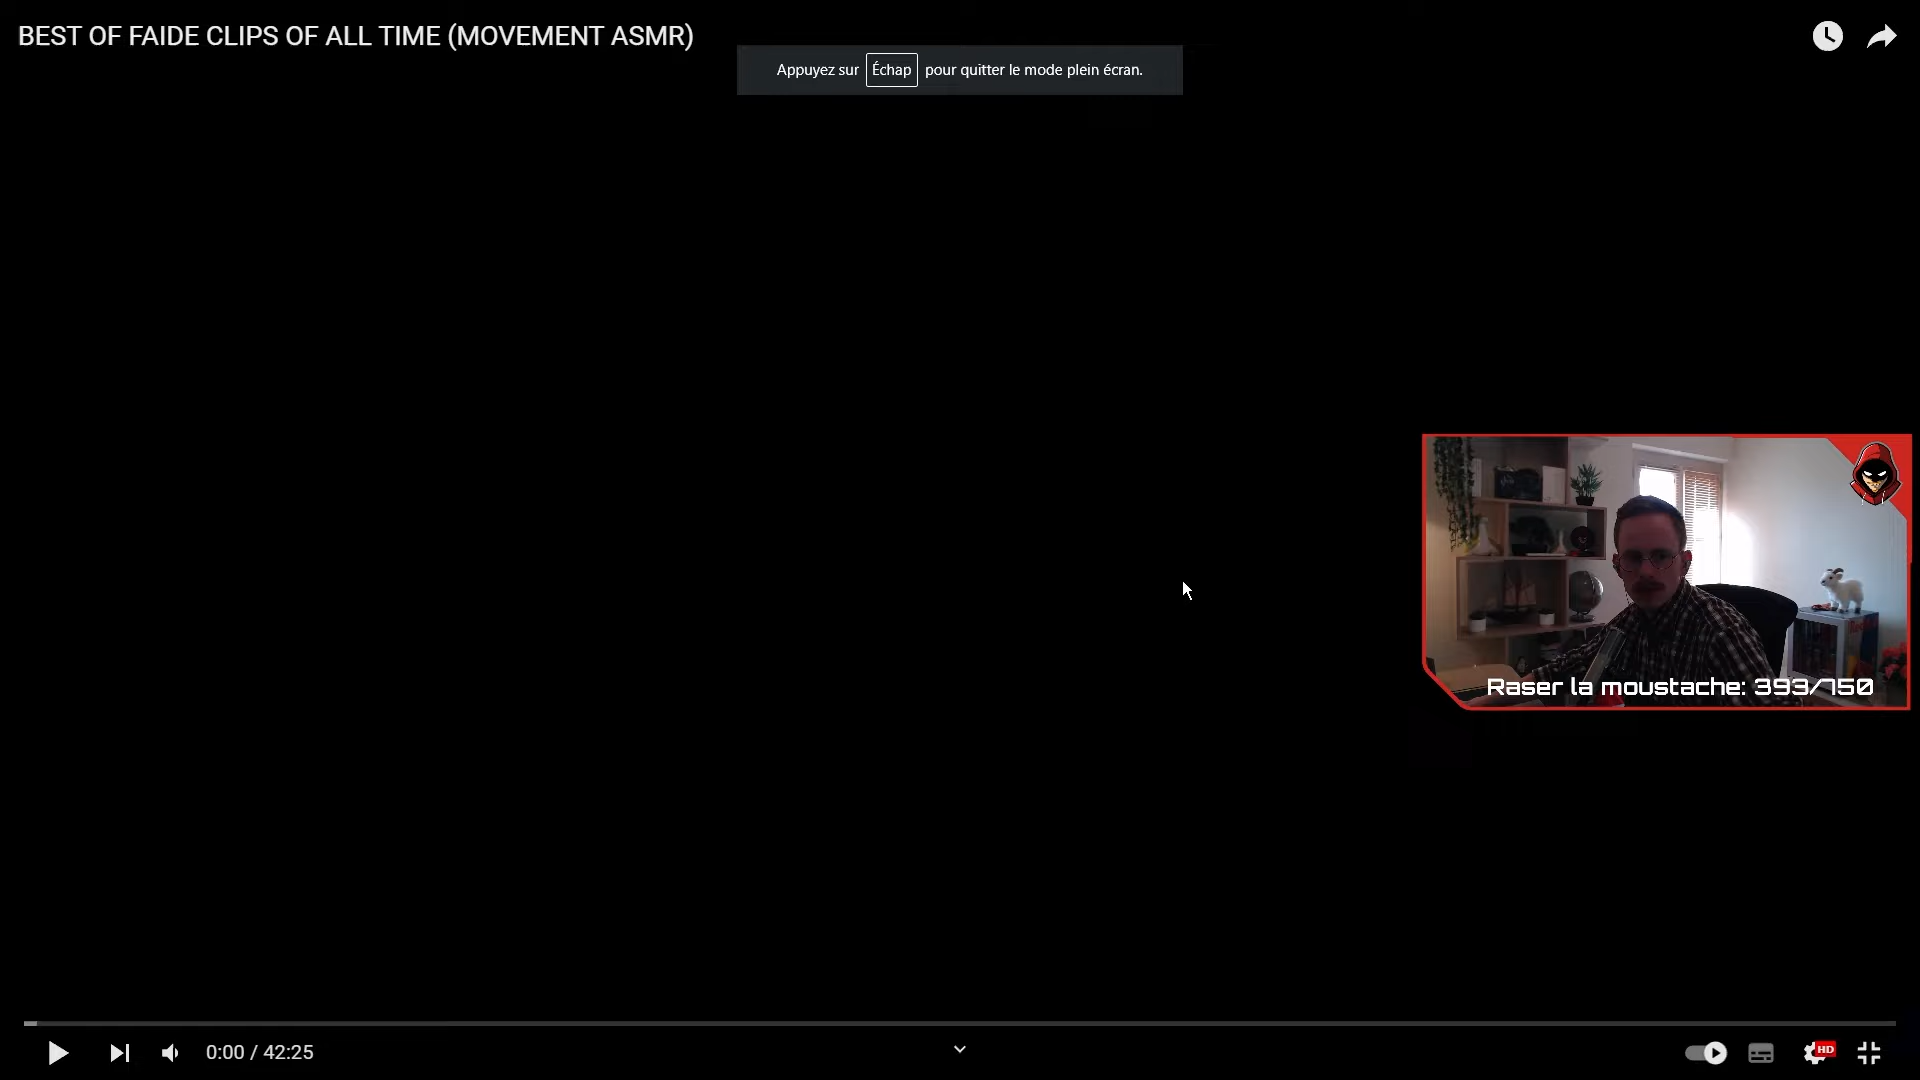 BEST OF FAIDE CLIPS OF ALL TIME (MOVEMENT ASMR)
Appuyez sur Échap pour quitter le mode plein écran.
Raser la moustache: 393/150
0:00 / 42:25
HD